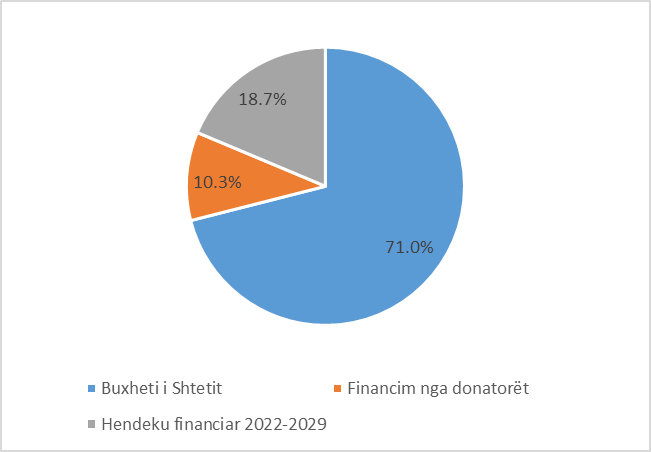 18.7%
10.3%
71.0%
Buxheti i Shtetit
Financim nga donatorët
Hendeku financiar 2022-2029